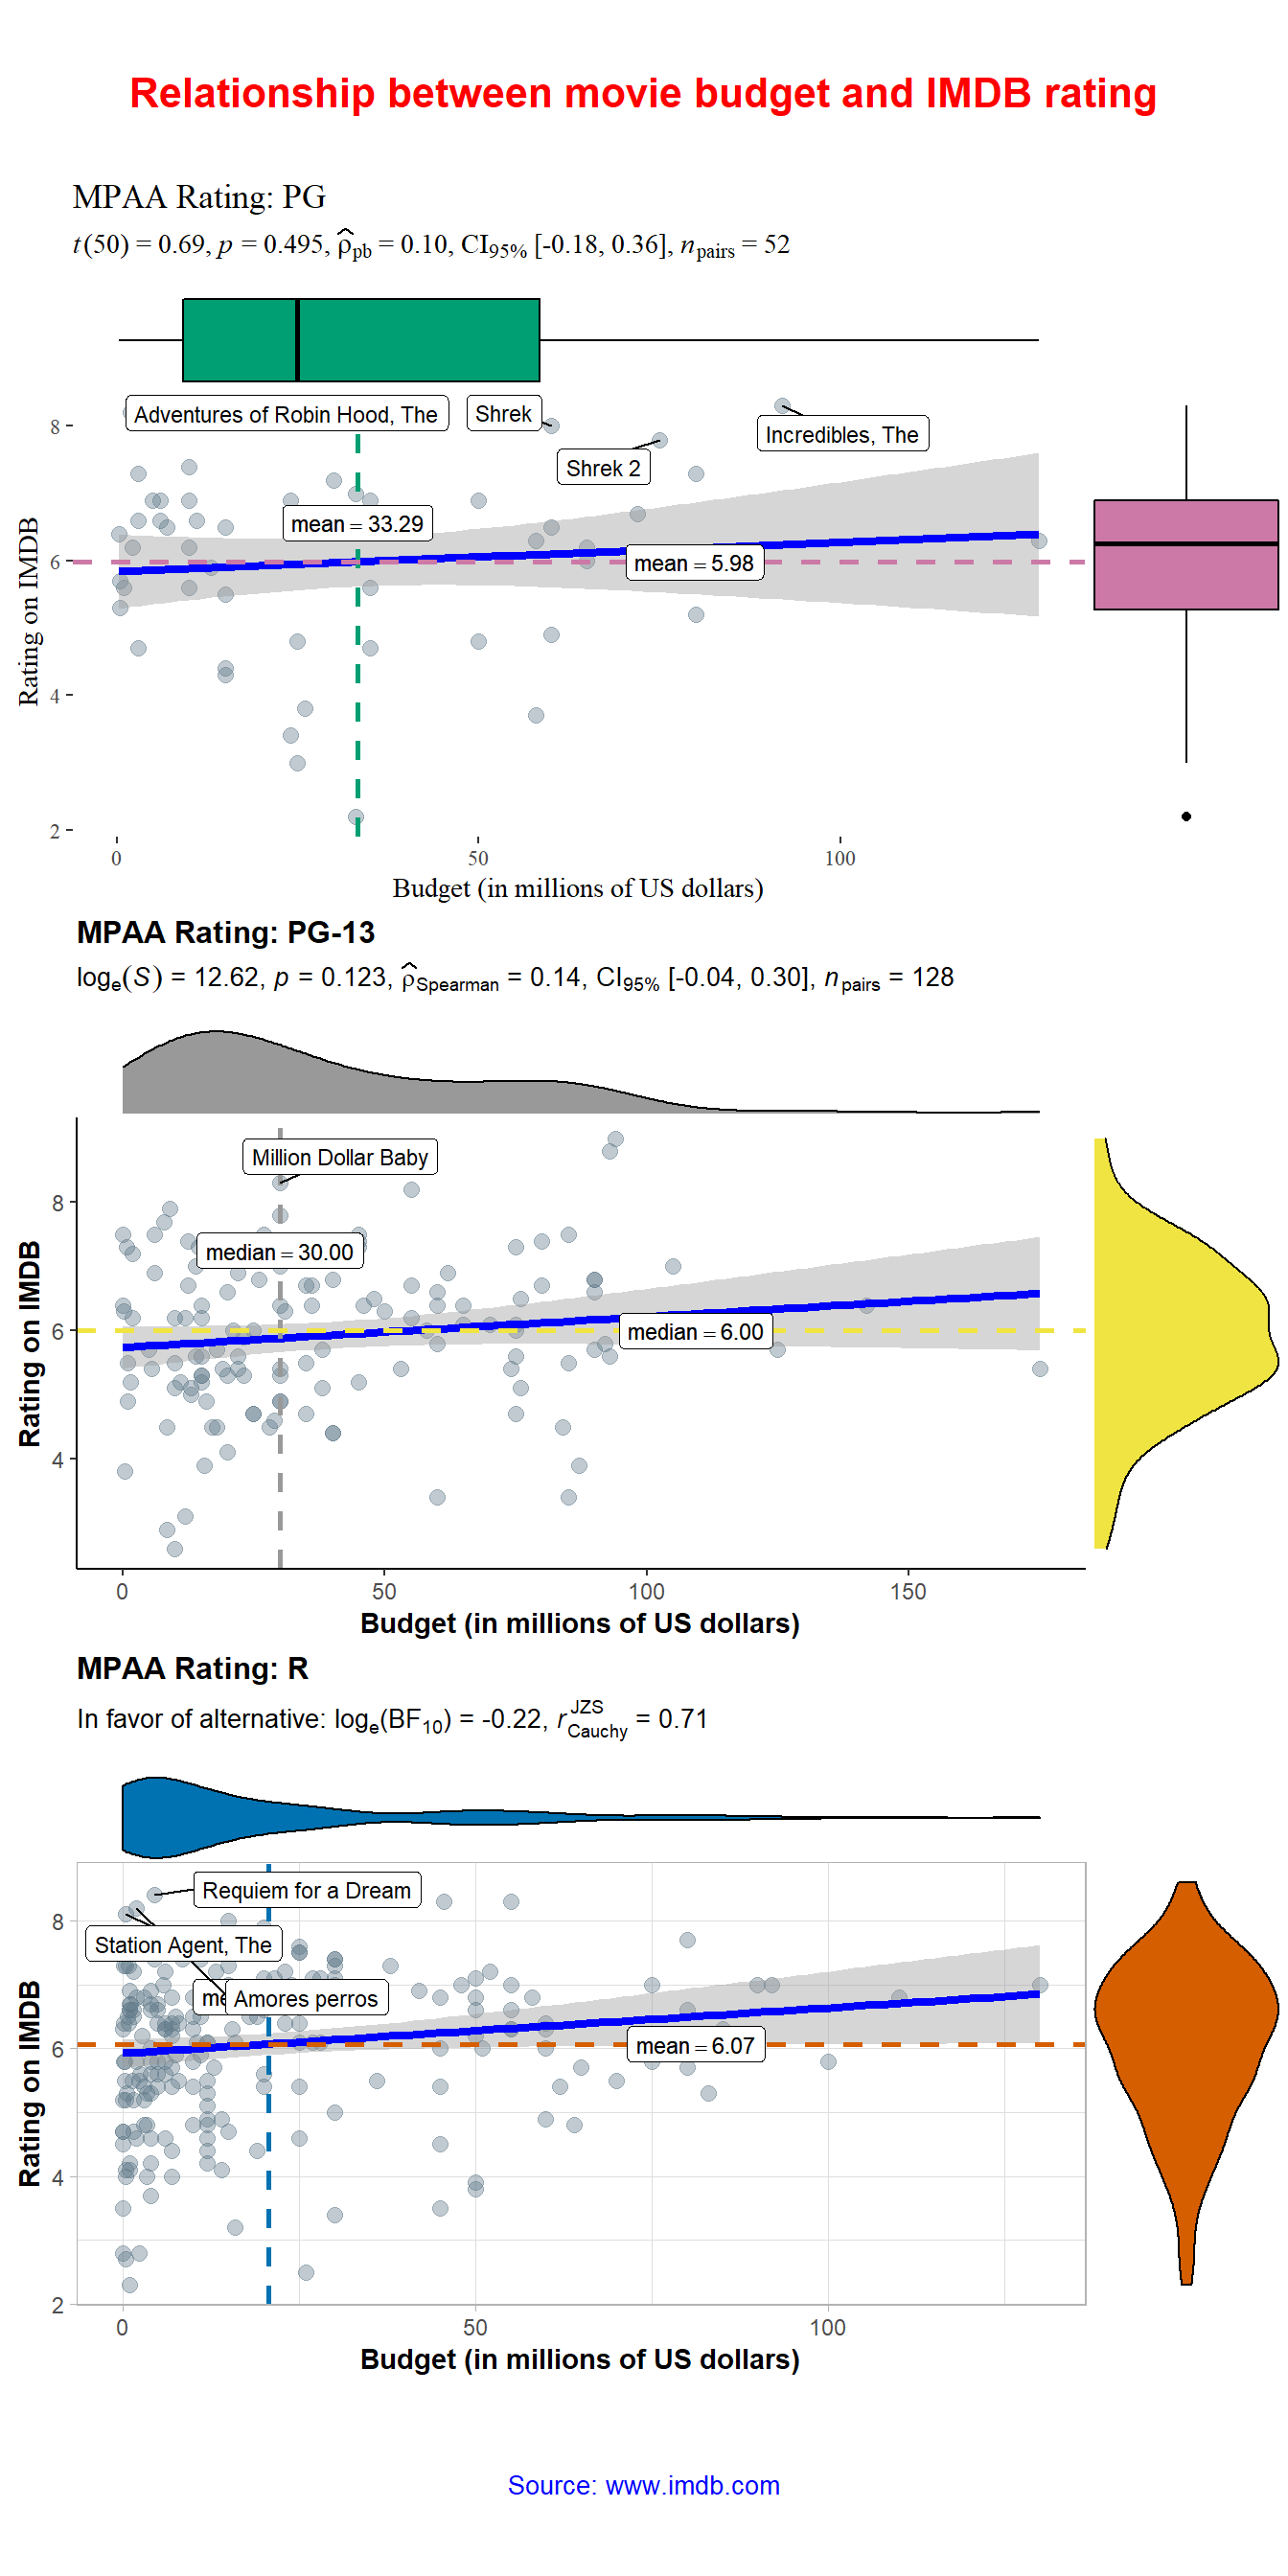 Relationship between movie budget and IMDB rating
MPAA Rating: PG
t(50) = 0.69, p = 0.495, ρ̂pb = 0.10, CI95% [-0.18, 0.36], npairs = 52
Adventures of Robin Hood, The
Shrek
Incredibles, The
Shrek 2
mean = 33.29
mean = 5.98
Rating on IMDB
8
6
4
2
0 50 100
Budget (in millions of US dollars)
MPAA Rating: PG-13
loge(S) = 12.62, p = 0.123, ρ̂Spearman = 0.14, CI95% [-0.04, 0.30], npairs = 128
Million Dollar Baby
median = 30.00
median = 6.00
Rating on IMDB
8
6
4
0 50 100 150
Budget (in millions of US dollars)
MPAA Rating: R
In favor of alternative: loge(BF10) = -0.22, rJZSCauchy = 0.71
Requiem for a Dream
Station Agent, The
Amores perros
mean = 6.07
Rating on IMDB
8
6
4
2
0 50 100
Budget (in millions of US dollars)
Source: www.imdb.com